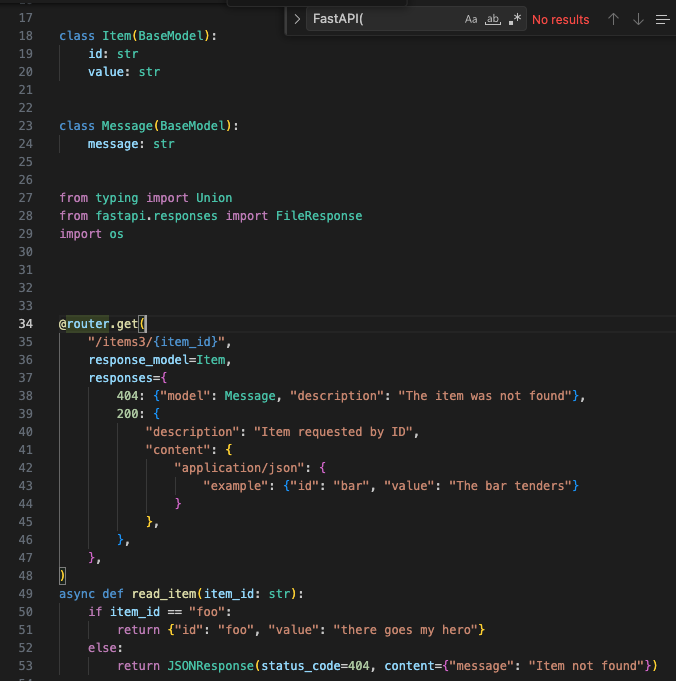 FastAPI(
Aa
ab
.*
No results
17
18 class Item(BaseModel):
19     id: str
20     value: str
21
22
23 class Message(BaseModel):
24     message: str
25
26
27 from typing import Union
28 from fastapi.responses import FileResponse
29 import os
30
31
32
33
34 @router.get(
35     "/items3/{item_id}",
36     response_model=Item,
37     responses={
38         404: {"model": Message, "description": "The item was not found"},
39         200: {
40             "description": "Item requested by ID",
41             "content": {
42                 "application/json": {
43                     "example": {"id": "bar", "value": "The bar tenders"}
44                 }
45             },
46         },
47     },
48 )
49 async def read_item(item_id: str):
50     if item_id == "foo":
51         return {"id": "foo", "value": "there goes my hero"}
52     else:
53         return JSONResponse(status_code=404, content={"message": "Item not found"})